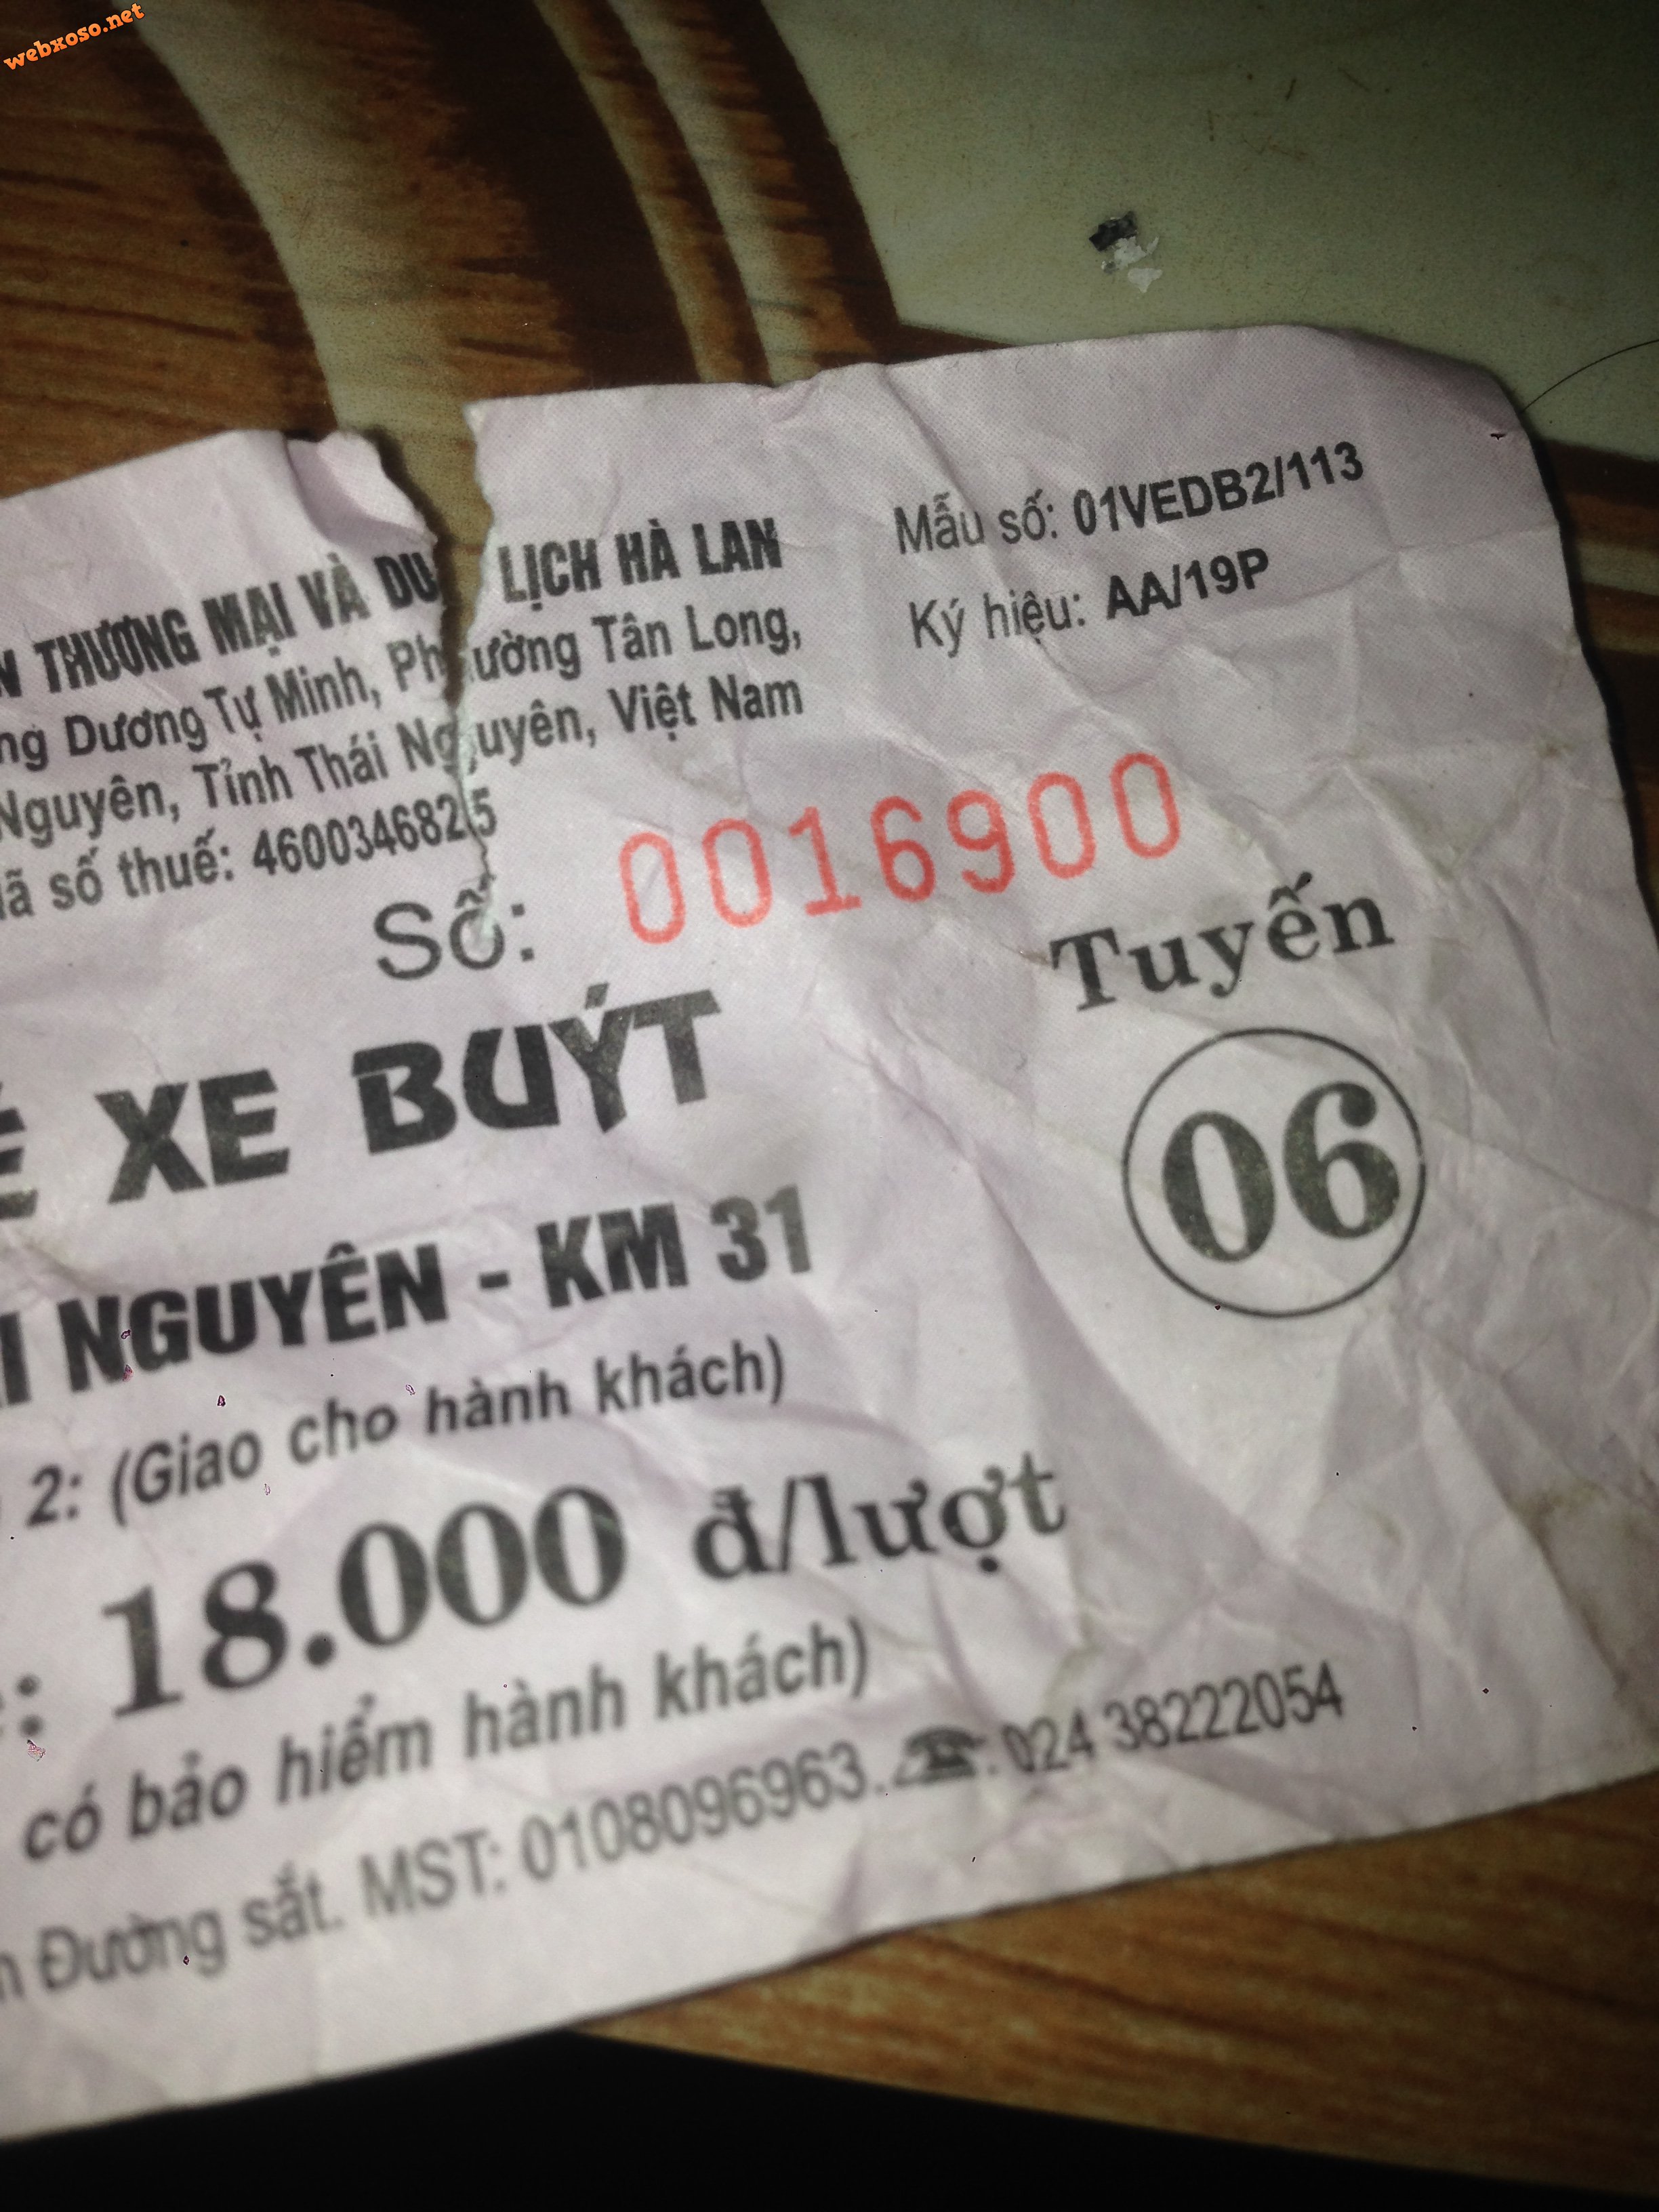 webxoso.net
THƯƠNG MẠI VÀ DU LỊCH HÀ LAN
Dương Tự Minh, Phường Tân Long,
Nguyên, Tỉnh Thái Nguyên, Việt Nam
số thuế: 4600346825
Mẫu số: 01VEDB2/113
Ký hiệu: AA/19P
Số: 0016900
XE BUÝT
Tuyến
06
NGUYÊN - KM 31
2: (Giao cho hành khách)
18.000 đ/lượt
có bảo hiểm hành khách)
Đường sắt. MST: 0108096963. ☎: 024 38222054